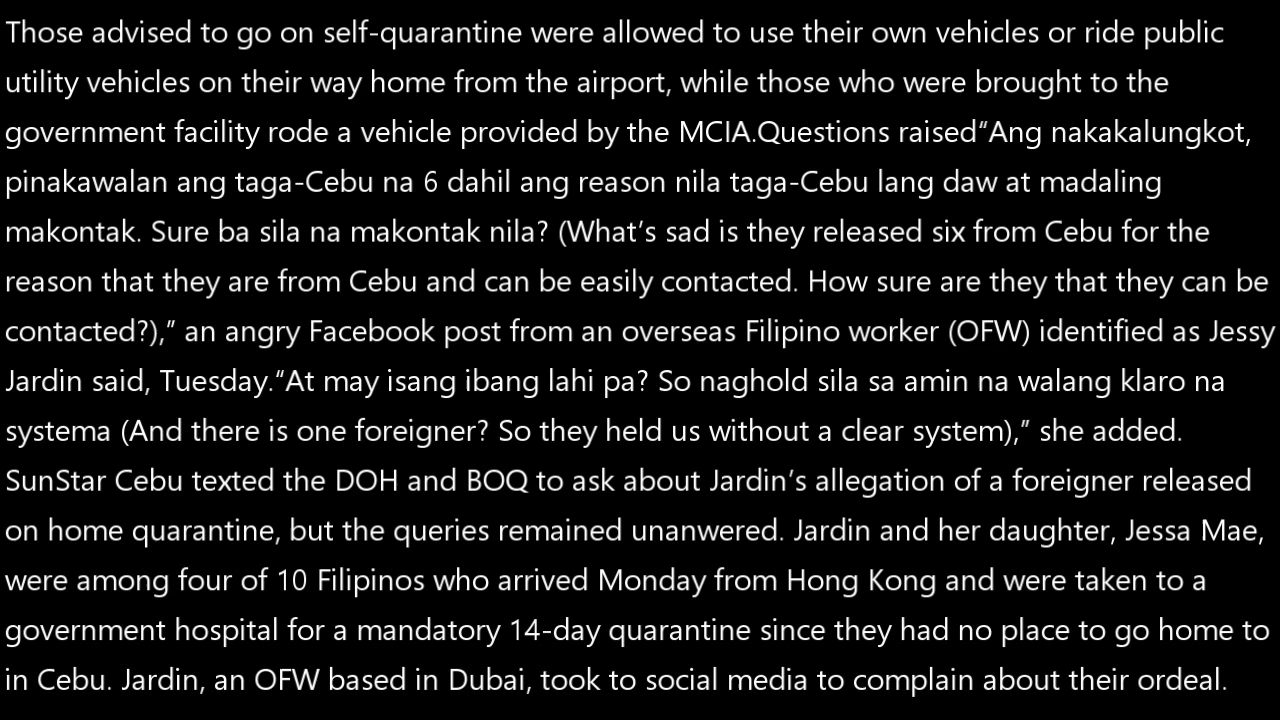 Those advised to go on self-quarantine were allowed to use their own vehicles or ride public
utility vehicles on their way home from the airport, while those who were brought to the
government facility rode a vehicle provided by the MCIA.Questions raised“Ang nakakalungkot,
pinakawalan ang taga-Cebu na 6 dahil ang reason nila taga-Cebu lang daw at madaling
makontak. Sure ba sila na makontak nila? (What’s sad is they released six from Cebu for the
reason that they are from Cebu and can be easily contacted. How sure are they that they can be
contacted?),” an angry Facebook post from an overseas Filipino worker (OFW) identified as Jessy
Jardin said, Tuesday.“At may isang ibang lahi pa? So naghold sila sa amin na walang klaro na
systema (And there is one foreigner? So they held us without a clear system),” she added.
SunStar Cebu texted the DOH and BOQ to ask about Jardin’s allegation of a foreigner released
on home quarantine, but the queries remained unanwered. Jardin and her daughter, Jessa Mae,
were among four of 10 Filipinos who arrived Monday from Hong Kong and were taken to a
government hospital for a mandatory 14-day quarantine since they had no place to go home to
in Cebu. Jardin, an OFW based in Dubai, took to social media to complain about their ordeal.